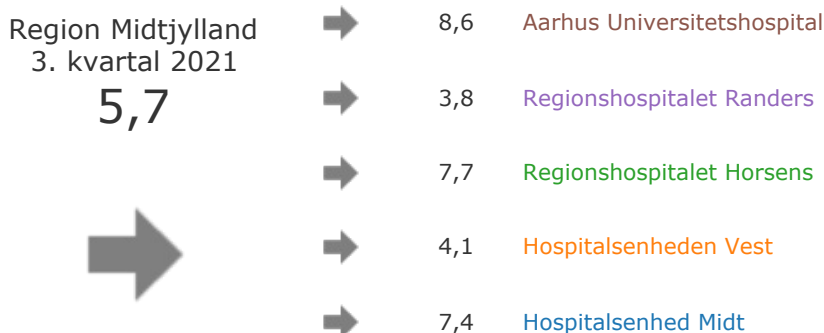 Region Midtjylland
3. kvartal 2021
5,7
8,6 Aarhus Universitetshospital
3,8 Regionshospitalet Randers
7,7 Regionshospitalet Horsens
4,1 Hospitalsenheden Vest
7,4 Hospitalsenhed Midt